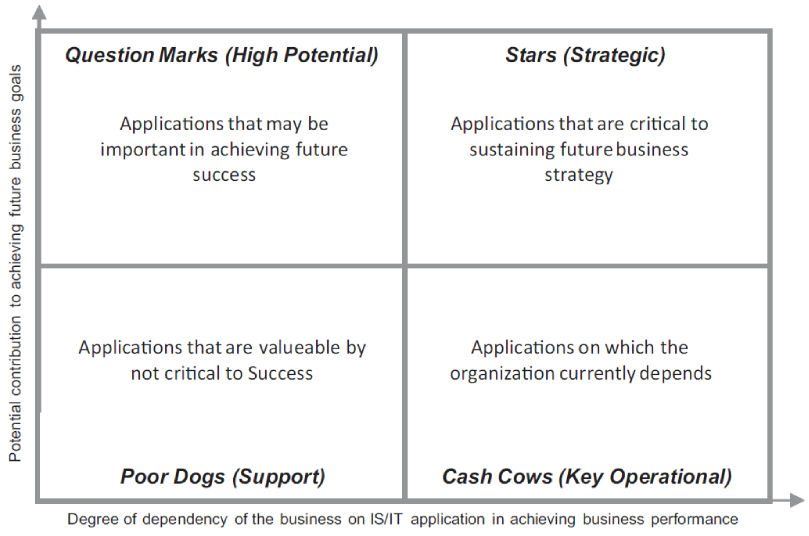 Potential contribution to achieving future business goals
Question Marks (High Potential)
Applications that may be
important in achieving future
success
Stars (Strategic)
Applications that are critical to
sustaining future business
strategy
Applications that are valueable by
not critical to Success
Poor Dogs (Support)
Applications on which the
organization currently depends
Cash Cows (Key Operational)
Degree of dependency of the business on IS/IT application in achieving business performance